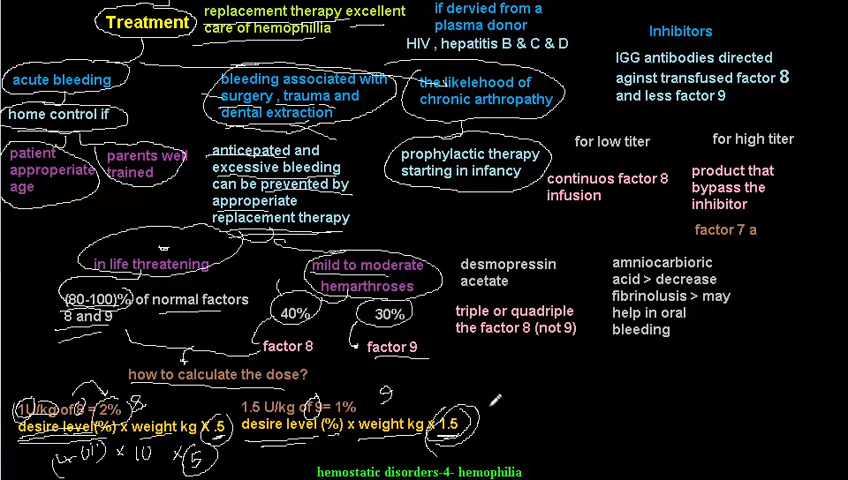 Treatment
replacement therapy excellent
care of hemophillia
if dervied from a
plasma donor
HIV , hepatitis B & C & D
Inhibitors
IGG antibodies directed
aginst transfused factor 8
and less factor 9
acute bleeding
home control if
patient
approperiate
age
parents well
trained
bleeding associated with
surgery , trauma and
dental extraction
anticepated and
excessive bleeding
can be prevented by
approperiate
replacement therapy
the likelehood of
chronic arthropathy
prophylactic therapy
starting in infancy
for low titer
continuos factor 8
infusion
for high titer
product that
bypass the
inhibitor
factor 7 a
in life threatening
(80-100)% of normal factors
8 and 9
mild to moderate
hemarthroses
40%
30%
factor 8
factor 9
desmopressin
acetate
triple or quadriple
the factor 8 (not 9)
amniocarbioric
acid > decrease
fibrinolusis > may
help in oral
bleeding
how to calculate the dose?
1U/kg of 8 = 2%
8
desire level(%) x weight kg X .5
x 10 x 5
1.5 U/kg of 9= 1%
9
desire level (%) x weight kg x 1.5
hemostatic disorders-4- hemophilia